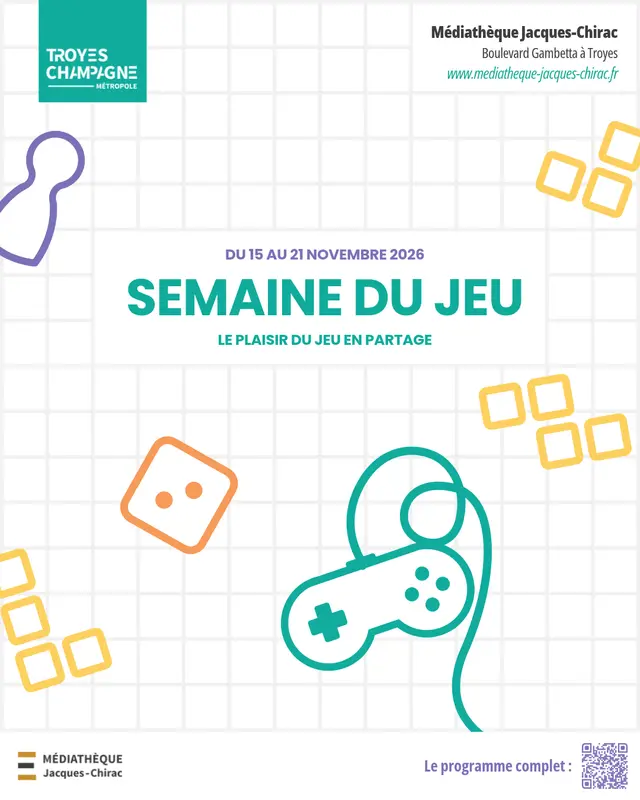 TROYES
CHAMPAGNE
MÉTROPOLE
Médiathèque Jacques-Chirac
Boulevard Gambetta à Troyes
www.mediatheque-jacques-chirac.fr
DU 15 AU 21 NOVEMBRE 2026
SEMAINE DU JEU
LE PLAISIR DU JEU EN PARTAGE
MÉDIATHÈQUE
Jacques-Chirac
Le programme complet :